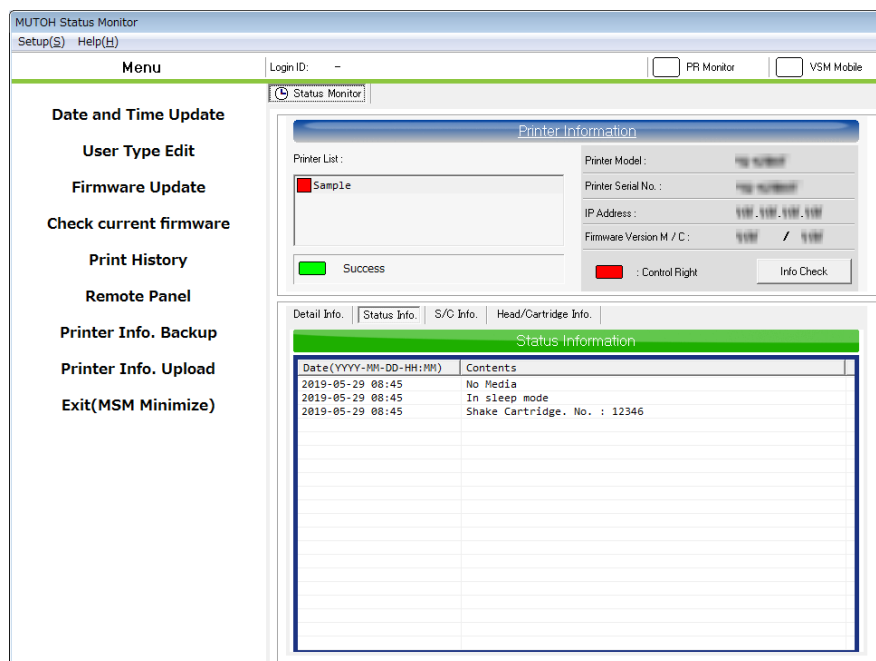 MUTOH Status Monitor
Setup(S) Help(H)
Menu
Login ID: –
PR Monitor
VSM Mobile
Status Monitor
Date and Time Update
User Type Edit
Firmware Update
Check current firmware
Print History
Remote Panel
Printer Info. Backup
Printer Info. Upload
Exit(MSM Minimize)
Printer Information
Printer List :
Sample
Success
Printer Model :
Printer Serial No. :
IP Address :
Firmware Version M / C : /
: Control Right
Info Check
Detail Info. Status Info. S/C Info. Head/Cartridge Info.
Status Information
Date(YYYY-MM-DD-HH:MM) Contents
2019-05-29 08:45 No Media
2019-05-29 08:45 In sleep mode
2019-05-29 08:45 Shake Cartridge. No. : 12346